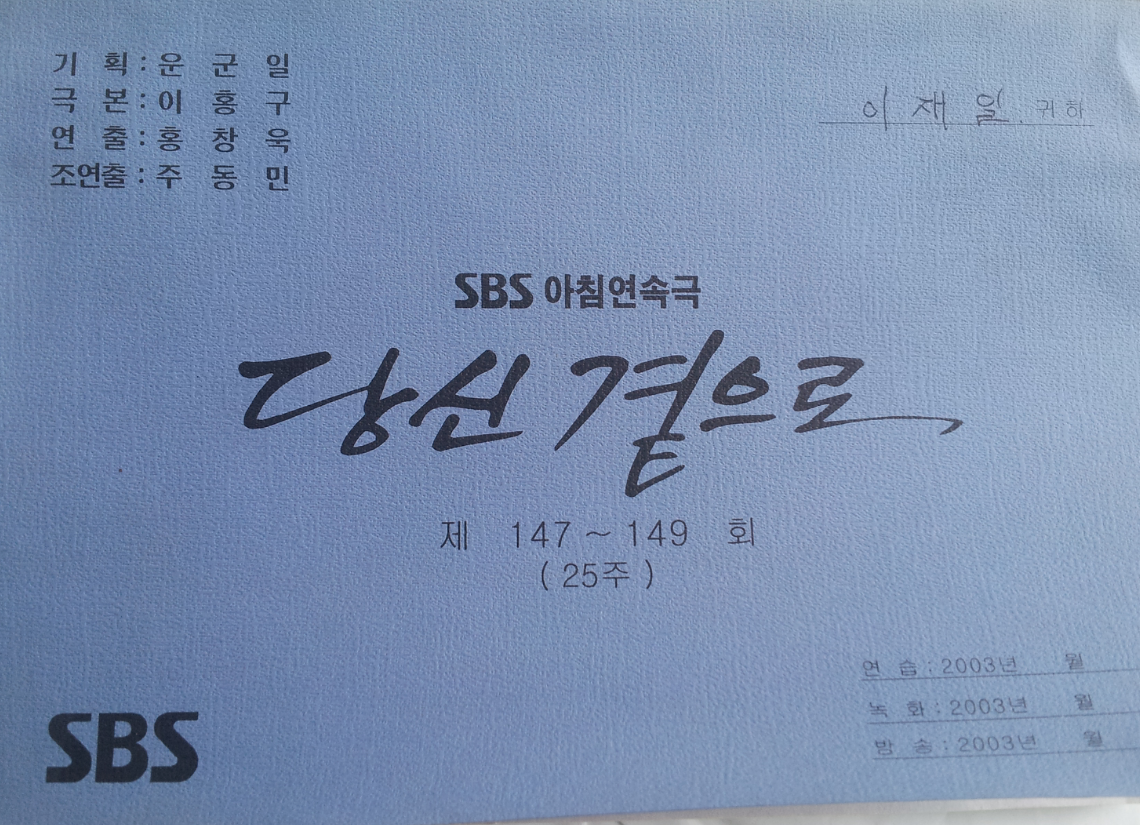 기 획 : 운 군 일
극 본 : 이 홍 구
연 출 : 홍 창 욱
조연출 : 주 동 민
이 재 일. 귀하
SBS 아침연속극
당신 곁으로
제 147 ~ 149 회
( 25주 )
연 습 : 2003년 월
녹 화 : 2003년 월
방 송 : 2003년 월
SBS